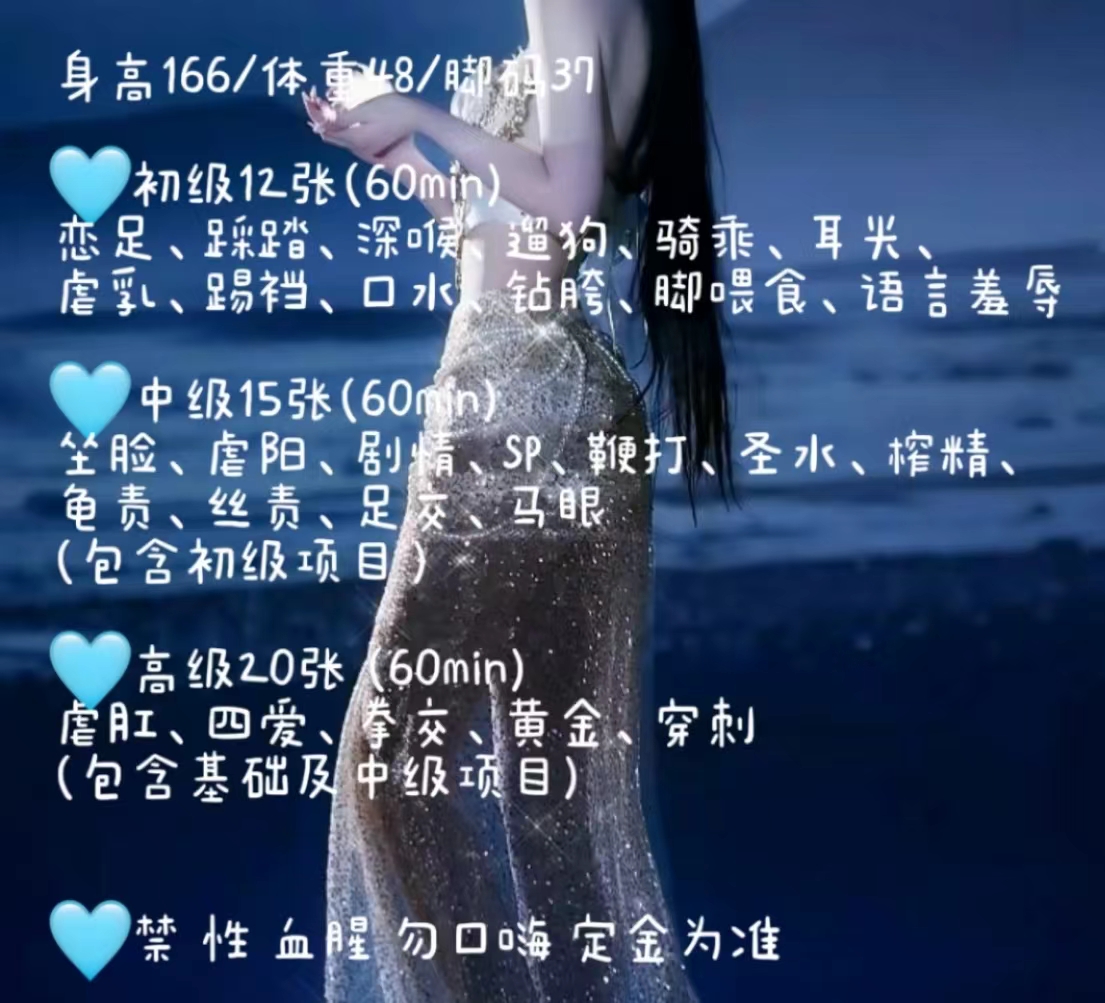 身高166/体重48/脚码37
🩵初级12张(60min)
恋足、踩踏、深喉、遛狗、骑乘、耳光、
虐乳、踢裆、口水、钻胯、脚喂食、语言羞辱
🩵中级15张(60min)
坐脸、虐阳、剧情、SP、鞭打、圣水、榨精、
龟责、丝责、足交、马眼
(包含初级项目)
🩵高级20张 (60min)
虐肛、四爱、拳交、黄金、穿刺
(包含基础及中级项目)
🩵禁 性 血腥 勿口嗨 定金为准